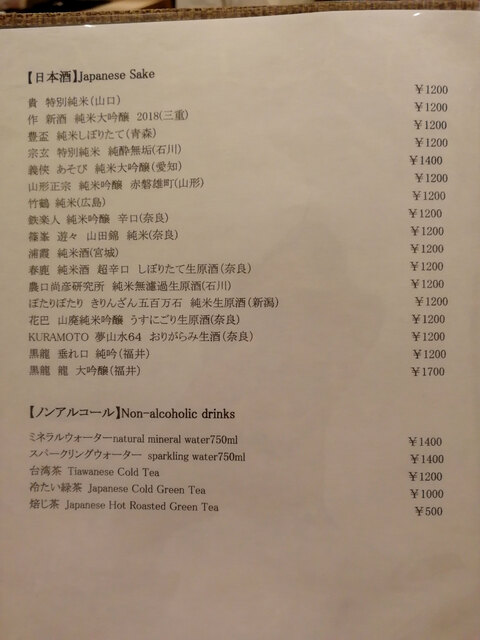 【日本酒】Japanese Sake
貴 特別純米(山口) ￥1200
作 新酒 純米大吟醸 2018(三重) ￥1200
豊盃 純米しぼりたて(青森) ￥1200
宗玄 特別純米 純酔無垢(石川) ￥1200
義侠 あそび 純米大吟醸(愛知) ￥1400
山形正宗 純米吟醸 赤磐雄町(山形) ￥1200
竹鶴 純米(広島) ￥1200
鉄楽人 純米吟醸 辛口(奈良) ￥1200
篠峯 遊々 山田錦 純米(奈良) ￥1200
浦霞 純米酒(宮城) ￥1200
春鹿 純米酒 超辛口 しぼりたて生原酒(奈良) ￥1200
農口尚彦研究所 純米無濾過生原酒(石川) ￥1200
ぽたりぽたり きりんざん五百万石 純米生原酒(新潟) ￥1200
花巴 山廃純米吟醸 うすにごり生原酒(奈良) ￥1200
KURAMOTO 夢山水64 おりがらみ生酒(奈良) ￥1200
黒龍 垂れ口 純吟(福井) ￥1200
黒龍 龍 大吟醸(福井) ￥1700
【ノンアルコール】Non-alcoholic drinks
ミネラルウォーターnatural mineral water750ml ￥1400
スパークリングウォーター sparkling water750ml ￥1400
台湾茶 Tiawanese Cold Tea ￥1200
冷たい緑茶 Japanese Cold Green Tea ￥1000
焙じ茶 Japanese Hot Roasted Green Tea ￥500